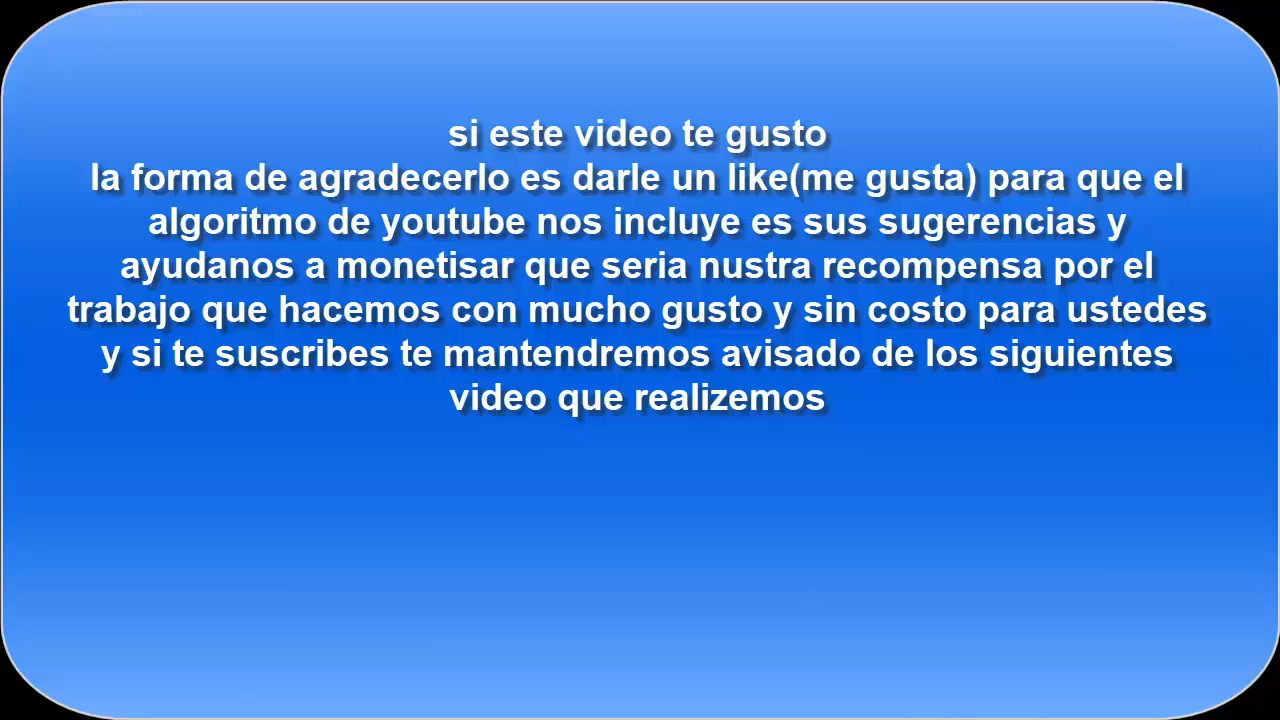 si este video te gusto
la forma de agradecerlo es darle un like(me gusta) para que el
algoritmo de youtube nos incluye es sus sugerencias y
ayudanos a monetisar que seria nustra recompensa por el
trabajo que hacemos con mucho gusto y sin costo para ustedes
y si te suscribes te mantendremos avisado de los siguientes
video que realizemos